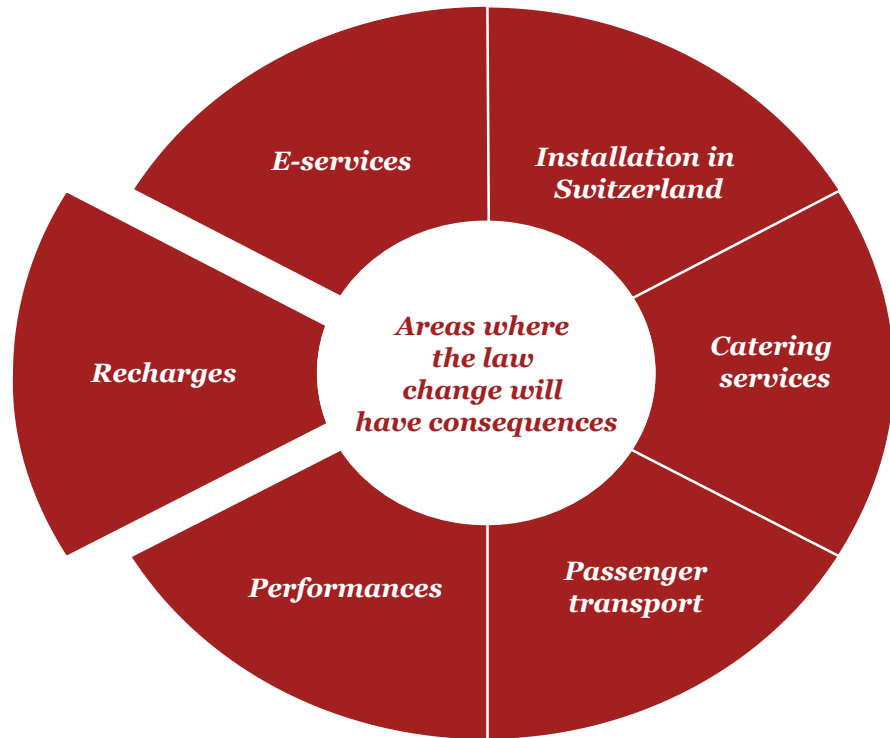 E-services
Installation in
Switzerland
Catering
services
Passenger
transport
Performances
Recharges
Areas where
the law
change will
have consequences